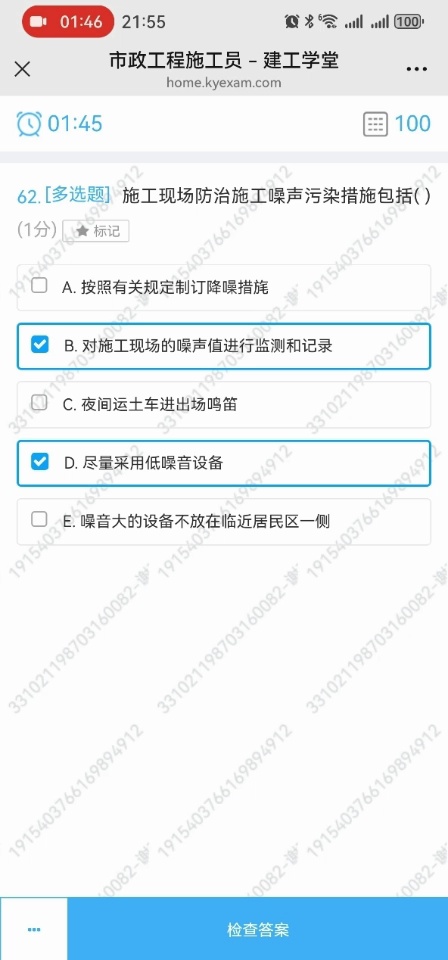 01:46 21:55 6 100
市政工程施工员 - 建工学堂
home.kyexam.com
01:45 100
62.[多选题] 施工现场防治施工噪声污染措施包括( )
(1分) 标记
A. 按照有关规定制订降噪措施
B. 对施工现场的噪声值进行监测和记录
C. 夜间运土车进出场鸣笛
D. 尽量采用低噪音设备
E. 噪音大的设备不放在临近居民区一侧
检查答案